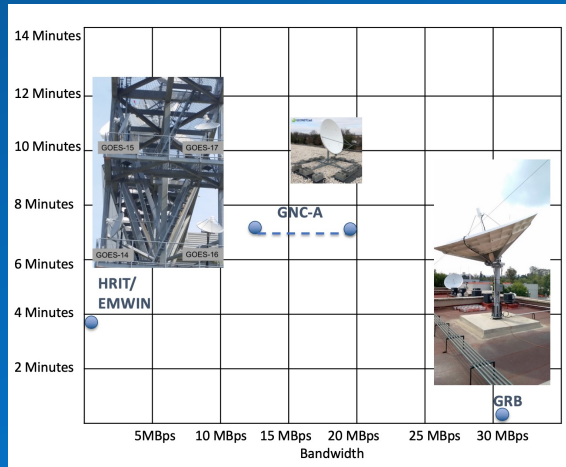 14 Minutes
12 Minutes
10 Minutes
8 Minutes
6 Minutes
4 Minutes
2 Minutes
GOES-15
GOES-17
GOES-14
GOES-16
HRIT/
EMWIN
GNC-A
GRB
5MBps
10 MBps
15 MBps
20 MBps
25 MBps
30 MBps
Bandwidth